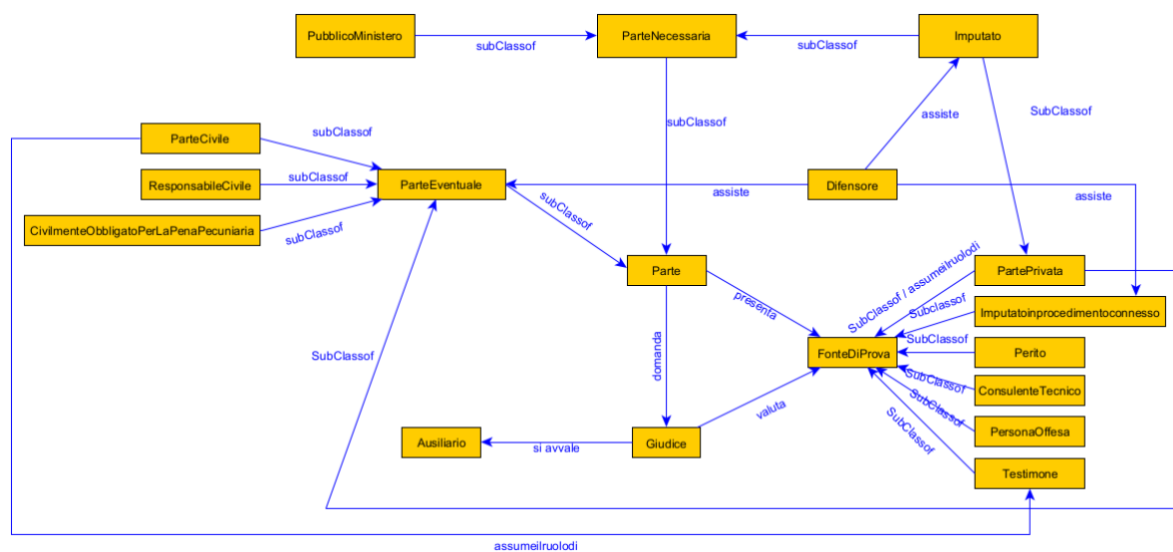 PubblicoMinistero
subClassof
ParteNecessaria
subClassof
Imputato
assiste
SubClassof
subClassof
ParteCivile
subClassof
ResponsabileCivile
subClassof
ParteEventuale
assiste
Difensore
assiste
CivilmenteObbligatoPerLaPenaPecuniaria
subClassof
subClassof
Parte
presenta
SubClassof / assumeilruolodi
PartePrivata
Subclassof
Imputatoinprocedimentoconnesso
SubClassof
domanda
FonteDiProva
SubClassof
Perito
SubClassof
ConsulenteTecnico
SubClassof
PersonaOffesa
valuta
Ausiliario
si avvale
Giudice
SubClassof
Testimone
assumeilruolodi